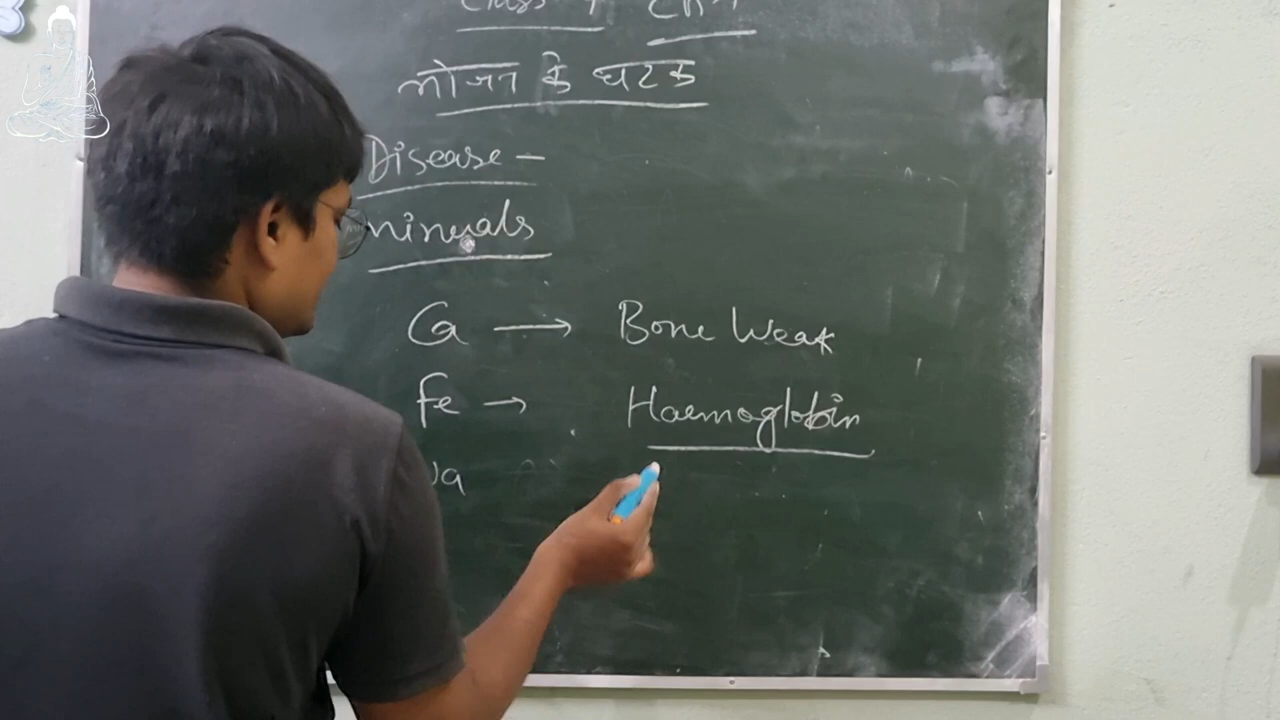 भोजन के घटक
Disease -
minerals
Ca → Bone Weak
Fe → Haemoglobin